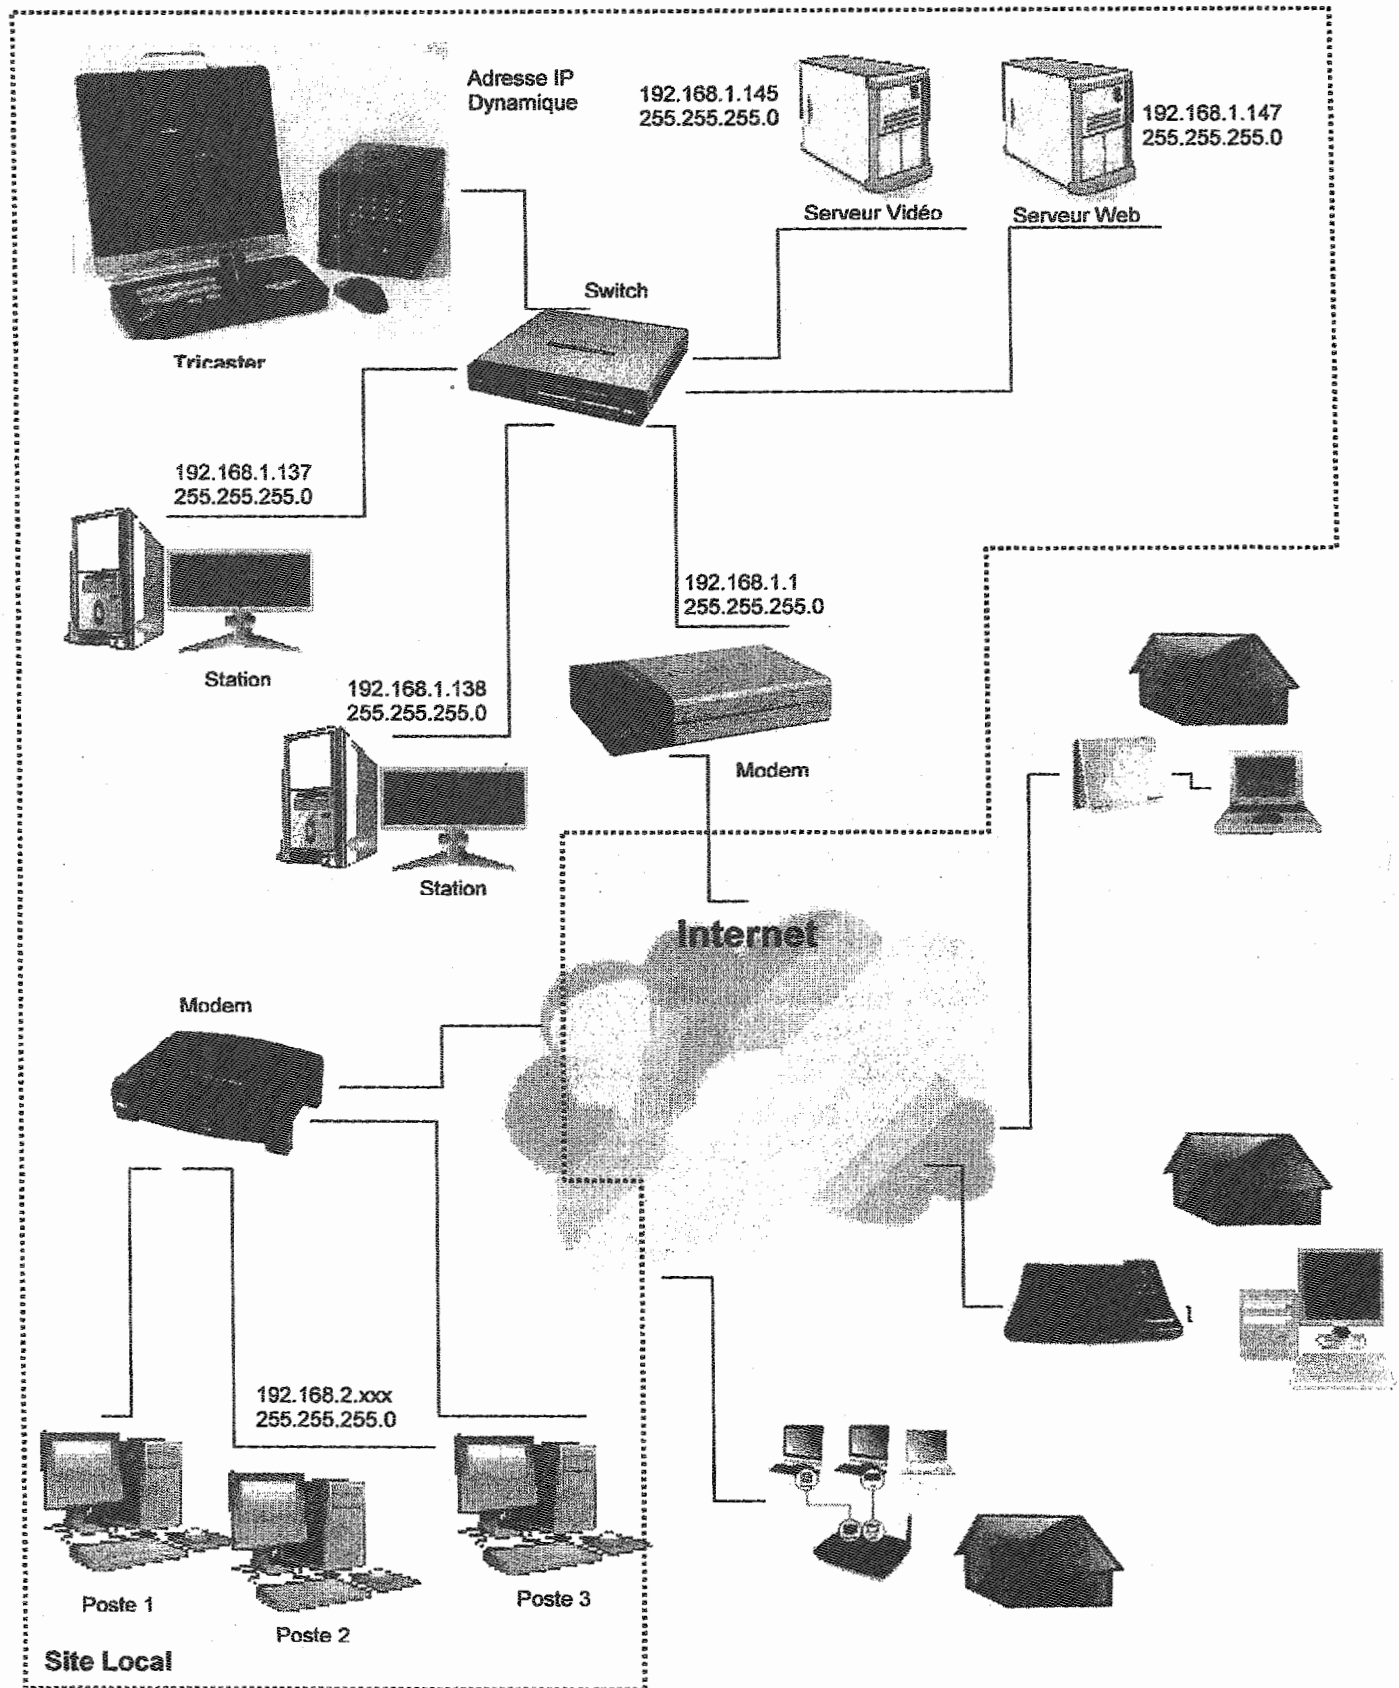 Adresse IP
Dynamique
192.168.1.145
255.255.255.0
192.168.1.147
255.255.255.0
Serveur Vidéo
Serveur Web
Switch
Tricaster
192.168.1.137
255.255.255.0
192.168.1.1
255.255.255.0
Station
192.168.1.138
255.255.255.0
Modem
Station
Internet
Modem
192.168.2.xxx
255.255.255.0
Poste 1
Poste 2
Poste 3
Site Local